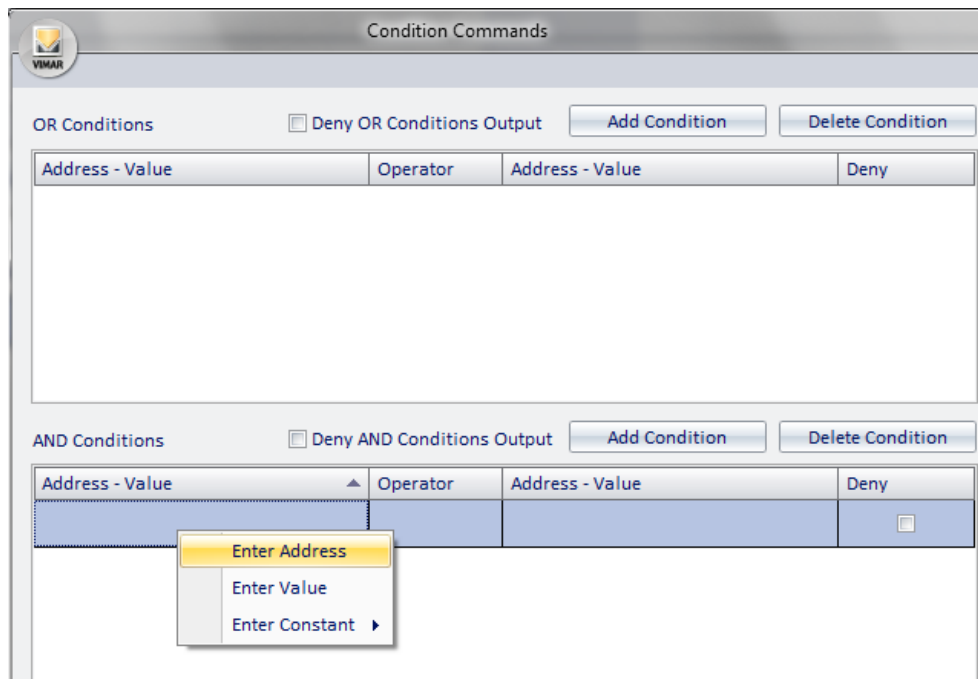 Condition Commands
VIMAR
OR Conditions Deny OR Conditions Output Add Condition Delete Condition
Address - Value Operator Address - Value Deny
AND Conditions Deny AND Conditions Output Add Condition Delete Condition
Address - Value Operator Address - Value Deny
Enter Address
Enter Value
Enter Constant